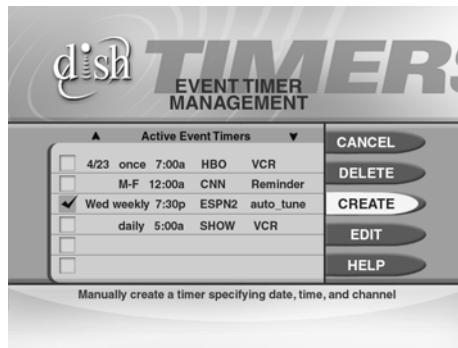 dish TIMERS
EVENT TIMER
MANAGEMENT
Active Event Timers
4/23 once 7:00a HBO VCR
M-F 12:00a CNN Reminder
Wed weekly 7:30p ESPN2 auto_tune
daily 5:00a SHOW VCR
CANCEL
DELETE
CREATE
EDIT
HELP
Manually create a timer specifying date, time, and channel